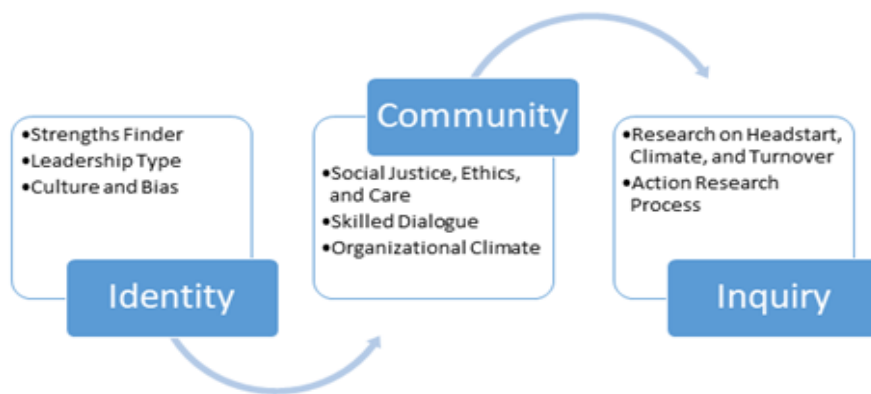 •Strengths Finder
•Leadership Type
•Culture and Bias
Identity
Community
•Social Justice, Ethics,
and Care
•Skilled Dialogue
•Organizational Climate
•Research on Headstart,
Climate, and Turnover
•Action Research
Process
Inquiry